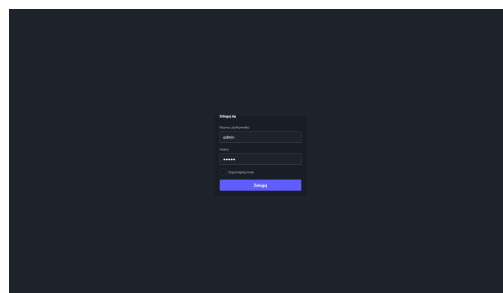 Zaloguj się
Nazwa użytkownika
admin
Hasło
•••••
Zapamiętaj mnie
Zaloguj